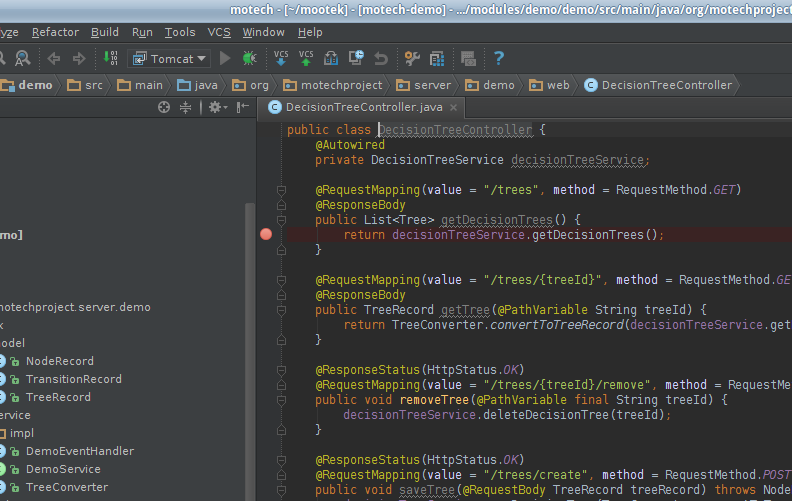 motech - [~/mootek] - [motech-demo] - .../modules/demo/demo/src/main/java/org/motechproject
yze Refactor Build Run Tools VCS Window Help
Tomcat VCS VCS ?
demo src main java org motechproject server demo web DecisionTreeController
DecisionTreeController.java
public class DecisionTreeController {
@Autowired
private DecisionTreeService decisionTreeService;
@RequestMapping(value = "/trees", method = RequestMethod.GET)
@ResponseBody
public List<Tree> getDecisionTrees() {
mo]
return decisionTreeService.getDecisionTrees();
}
@RequestMapping(value = "/trees/{treeId}", method = RequestMethod.GE
@ResponseBody
motechproject.server.demo
public TreeRecord getTree(@PathVariable String treeId) {
return TreeConverter.convertToTreeRecord(decisionTreeService.get
}
odel
NodeRecord
TransitionRecord
TreeRecord
@ResponseStatus(HttpStatus.OK)
@RequestMapping(value = "/trees/{treeId}/remove", method = RequestMe
public void removeTree(@PathVariable final String treeId) {
decisionTreeService.deleteDecisionTree(treeId);
}
ervice
impl
DemoEventHandler
DemoService
TreeConverter
@ResponseStatus(HttpStatus.OK)
@RequestMapping(value = "/trees/create", method = RequestMethod.POST
public void saveTree(@RequestBody TreeRecord treeRecord) throws Node